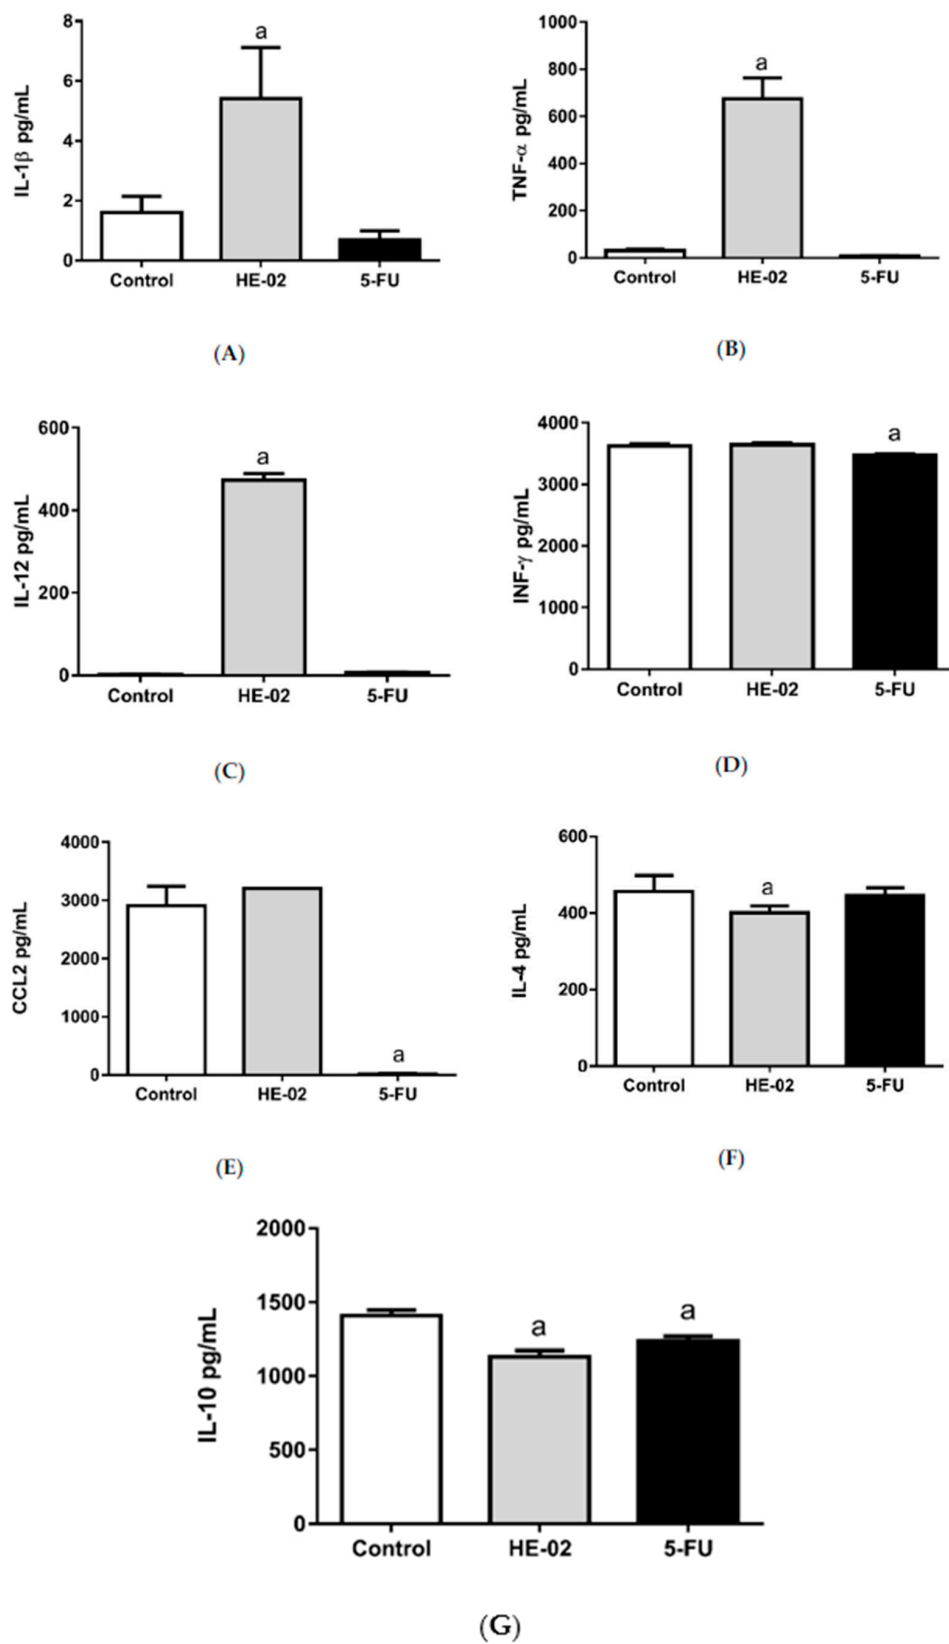 8
6
4
2
0
IL-1β pg/mL
a
Control HE-02 5-FU
(A)
1000
800
600
400
200
0
TNF-α pg/mL
a
Control HE-02 5-FU
(B)
600
400
200
0
IL-12 pg/mL
a
Control HE-02 5-FU
(C)
4000
3000
2000
1000
0
INF-γ pg/mL
a
Control HE-02 5-FU
(D)
4000
3000
2000
1000
0
CCL2 pg/mL
a
Control HE-02 5-FU
(E)
600
400
200
0
IL-4 pg/mL
a
Control HE-02 5-FU
(F)
2000
1500
1000
500
0
IL-10 pg/mL
a a
Control HE-02 5-FU
(G)